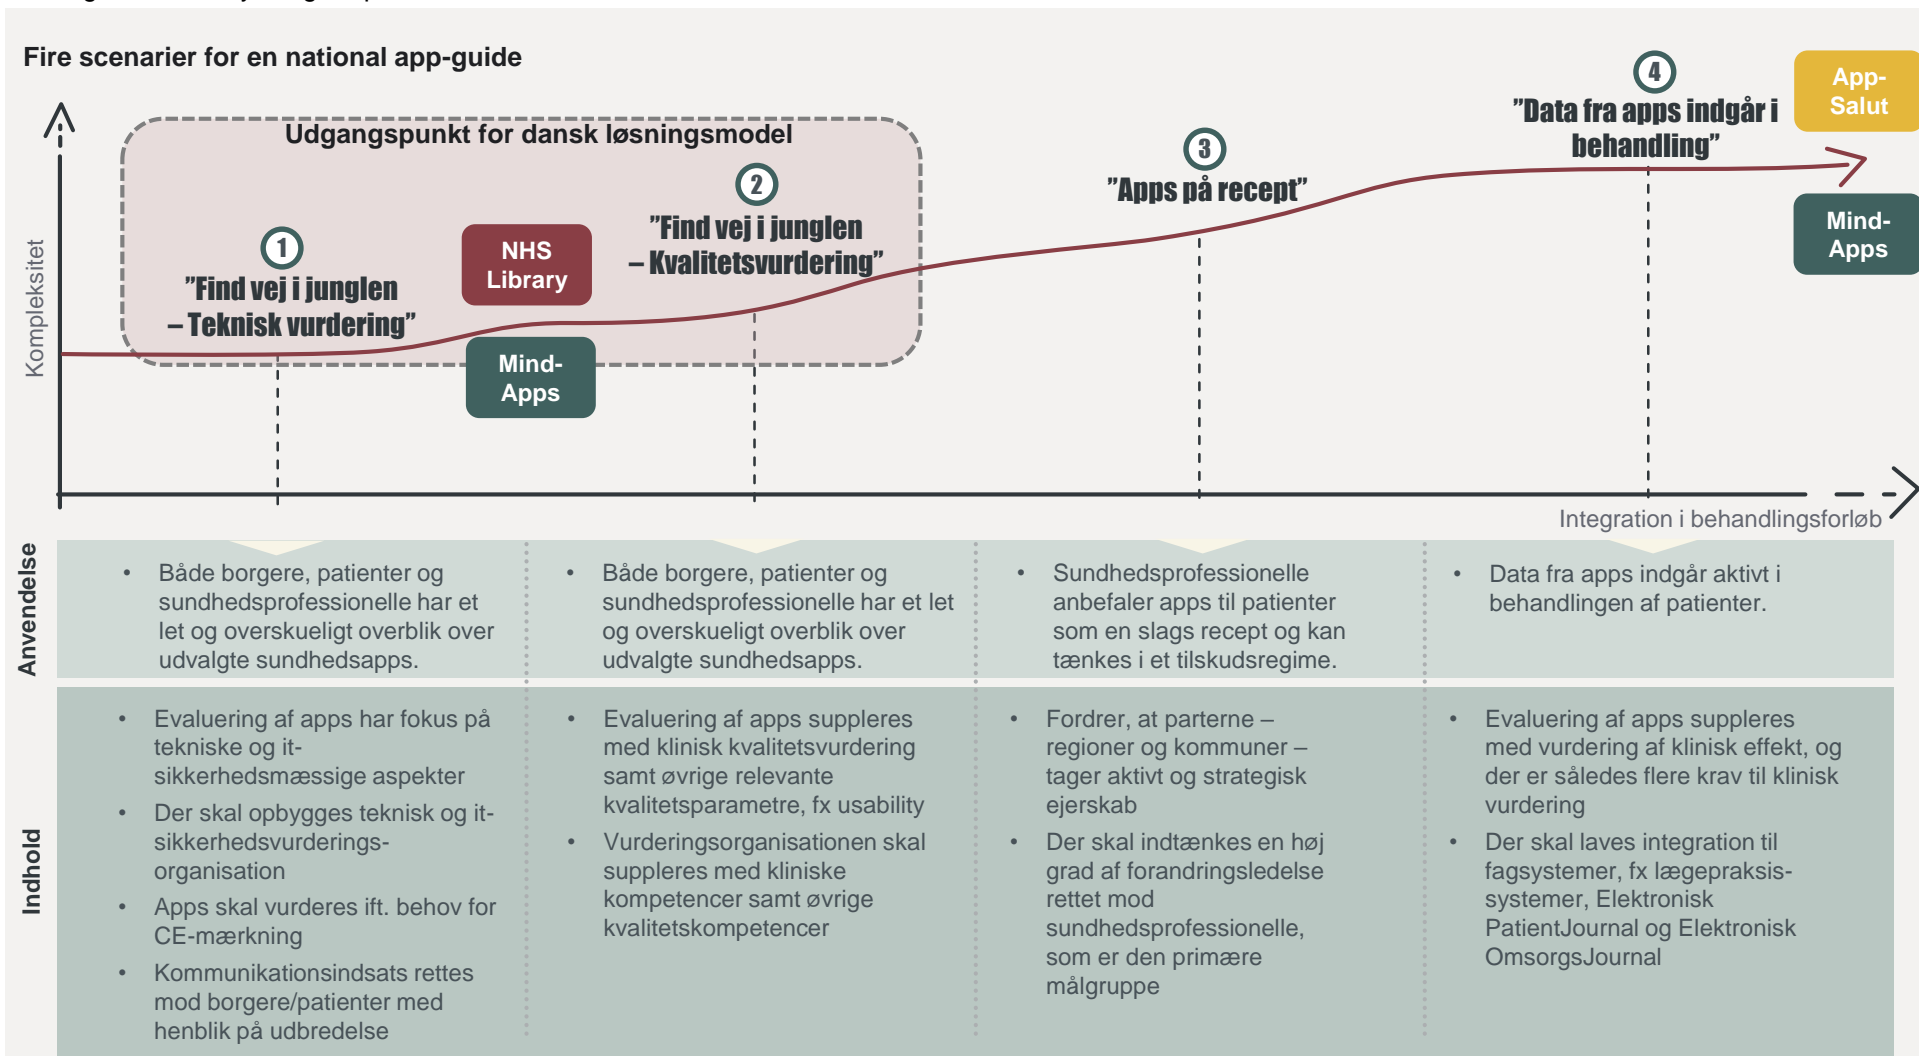 Fire scenarier for en national app-guide
Udgangspunkt for dansk løsningsmodel
Kompleksitet
1
"Find vej i junglen
– Teknisk vurdering"
NHS
Library
Mind-
Apps
2
"Find vej i junglen
– Kvalitetsvurdering"
3
"Apps på recept"
4
"Data fra apps indgår i
behandling"
App-
Salut
Mind-
Apps
Integration i behandlingsforløb
Anvendelse
• Både borgere, patienter og
sundhedsprofessionelle har et
let og overskueligt overblik over
udvalgte sundhedsapps.
• Både borgere, patienter og
sundhedsprofessionelle har et let
og overskueligt overblik over
udvalgte sundhedsapps.
• Sundhedsprofessionelle
anbefaler apps til patienter
som en slags recept og kan
tænkes i et tilskudsregime.
• Data fra apps indgår aktivt i
behandlingen af patienter.
Indhold
• Evaluering af apps har fokus på
tekniske og it-
sikkerhedsmæssige aspekter
• Der skal opbygges teknisk og it-
sikkerhedsvurderings-
organisation
• Apps skal vurderes ift. behov for
CE-mærkning
• Kommunikationsindsats rettes
mod borgere/patienter med
henblik på udbredelse
• Evaluering af apps suppleres
med klinisk kvalitetsvurdering
samt øvrige relevante
kvalitetsparametre, fx usability
• Vurderingsorganisationen skal
suppleres med kliniske
kompetencer samt øvrige
kvalitetskompetencer
• Fordrer, at parterne –
regioner og kommuner –
tager aktivt og strategisk
ejerskab
• Der skal indtænkes en høj
grad af forandringsledelse
rettet mod
sundhedsprofessionelle,
som er den primære
målgruppe
• Evaluering af apps suppleres
med vurdering af klinisk effekt, og
der er således flere krav til klinisk
vurdering
• Der skal laves integration til
fagsystemer, fx lægepraksis-
systemer, Elektronisk
PatientJournal og Elektronisk
OmsorgsJournal